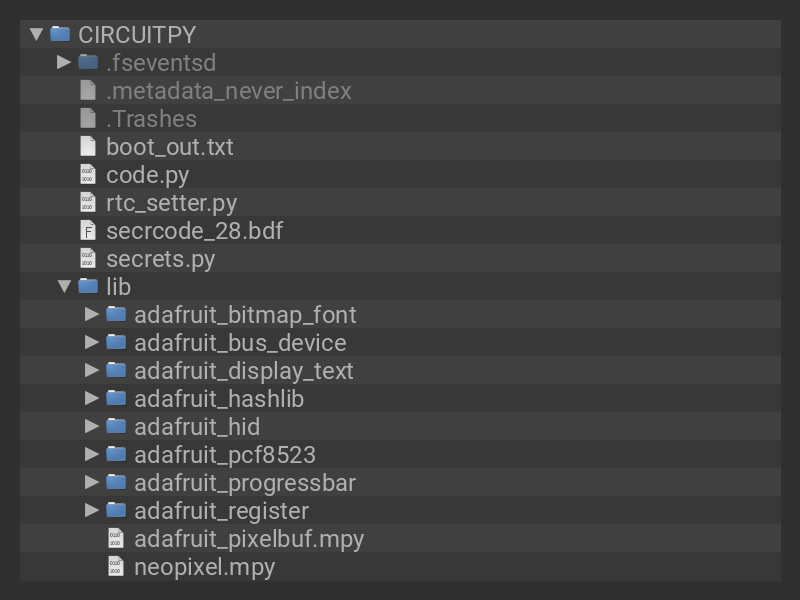 CIRCUITPY
.fseventsd
.metadata_never_index
.Trashes
boot_out.txt
code.py
rtc_setter.py
secrcode_28.bdf
secrets.py
lib
adafruit_bitmap_font
adafruit_bus_device
adafruit_display_text
adafruit_hashlib
adafruit_hid
adafruit_pcf8523
adafruit_progressbar
adafruit_register
adafruit_pixelbuf.mpy
neopixel.mpy